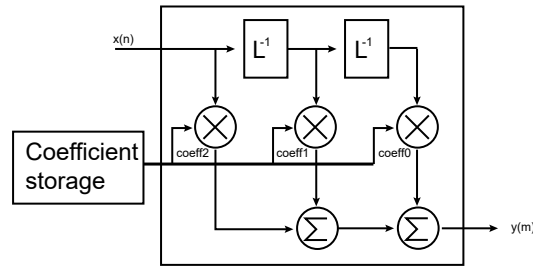 x(n)
L⁻¹
L⁻¹
Coefficient
storage
coeff2
coeff1
coeff0
Σ
Σ
y(m)